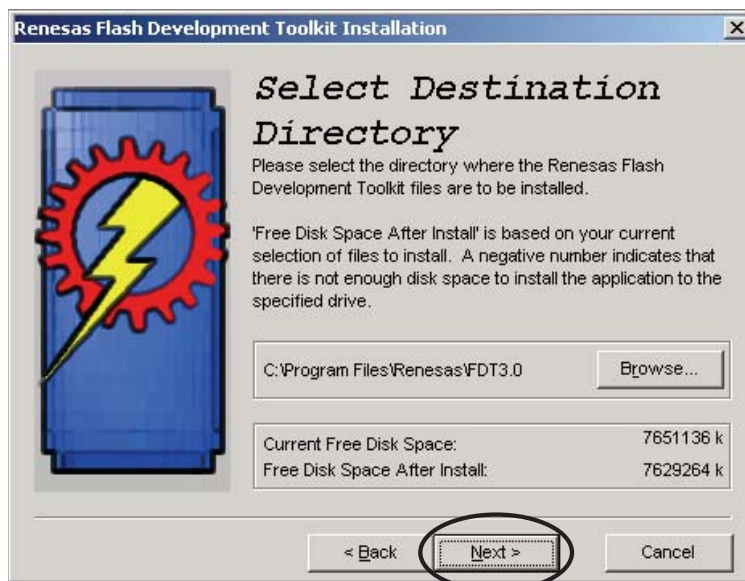 Renesas Flash Development Toolkit Installation
Select Destination
Directory
Please select the directory where the Renesas Flash
Development Toolkit files are to be installed.
'Free Disk Space After Install' is based on your current
selection of files to install. A negative number indicates that
there is not enough disk space to install the application to the
specified drive.
C:\Program Files\Renesas\FDT3.0
Browse...
Current Free Disk Space: 7651136 k
Free Disk Space After Install: 7629264 k
< Back
Next >
Cancel